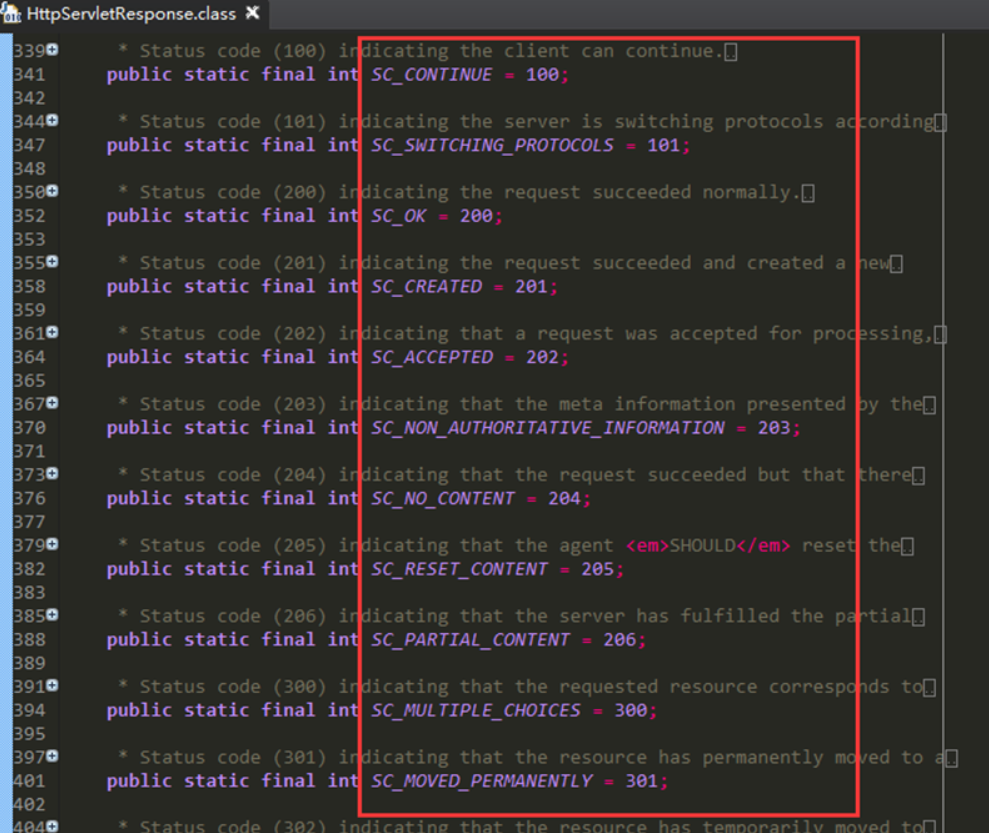 HttpServletResponse.class
339 * Status code (100) indicating the client can continue.
341 public static final int SC_CONTINUE = 100;
342
344 * Status code (101) indicating the server is switching protocols according
347 public static final int SC_SWITCHING_PROTOCOLS = 101;
348
350 * Status code (200) indicating the request succeeded normally.
352 public static final int SC_OK = 200;
353
355 * Status code (201) indicating the request succeeded and created a new
358 public static final int SC_CREATED = 201;
359
361 * Status code (202) indicating that a request was accepted for processing,
364 public static final int SC_ACCEPTED = 202;
365
367 * Status code (203) indicating that the meta information presented by the
370 public static final int SC_NON_AUTHORITATIVE_INFORMATION = 203;
371
373 * Status code (204) indicating that the request succeeded but that there
376 public static final int SC_NO_CONTENT = 204;
377
379 * Status code (205) indicating that the agent <em>SHOULD</em> reset the
382 public static final int SC_RESET_CONTENT = 205;
383
385 * Status code (206) indicating that the server has fulfilled the partial
388 public static final int SC_PARTIAL_CONTENT = 206;
389
391 * Status code (300) indicating that the requested resource corresponds to
394 public static final int SC_MULTIPLE_CHOICES = 300;
395
397 * Status code (301) indicating that the resource has permanently moved to a
401 public static final int SC_MOVED_PERMANENTLY = 301;
402
404 * Status code (302) indicating that the resource has temporarily moved to